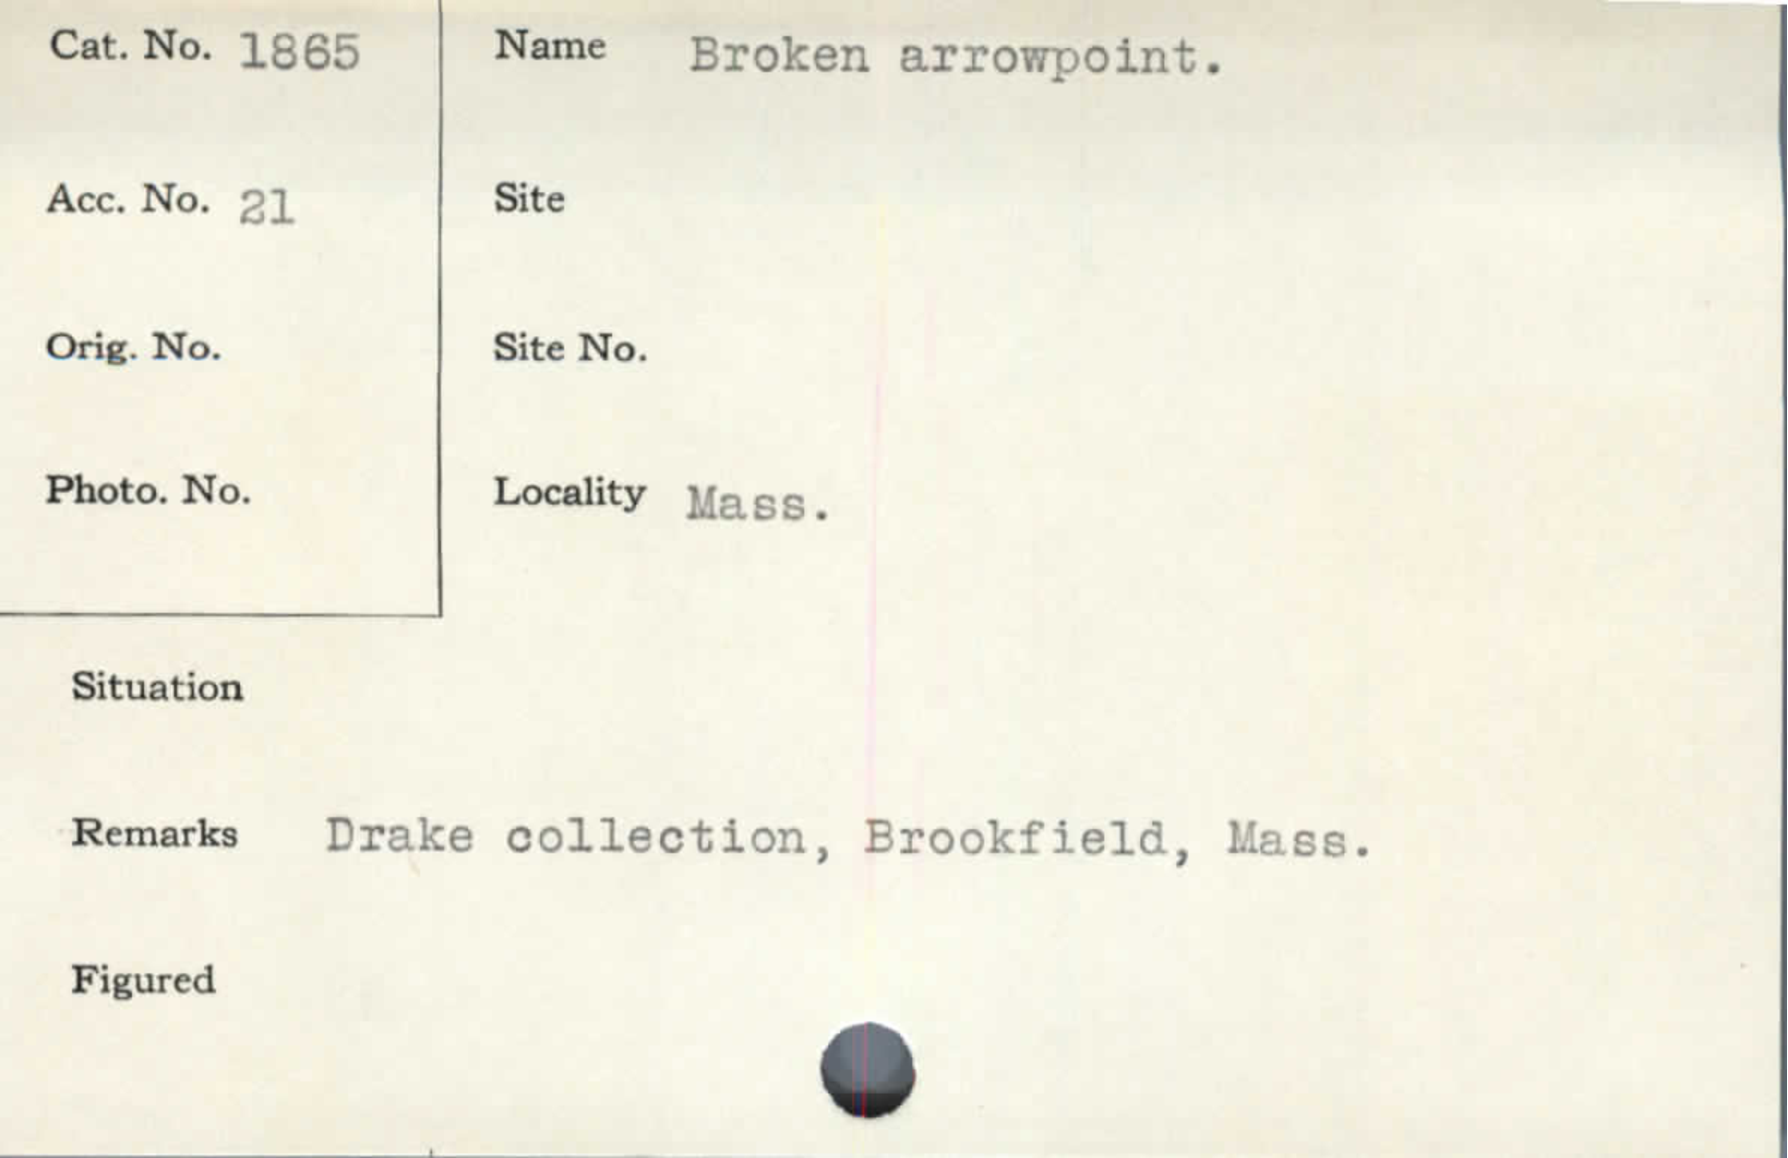 Cat. No. 1865
Name Broken arrowpoint.
Acc. No. 21
Site
Orig. No.
Site No.
Photo. No.
Locality Mass.
Situation
Remarks Drake collection, Brookfield, Mass.
Figured